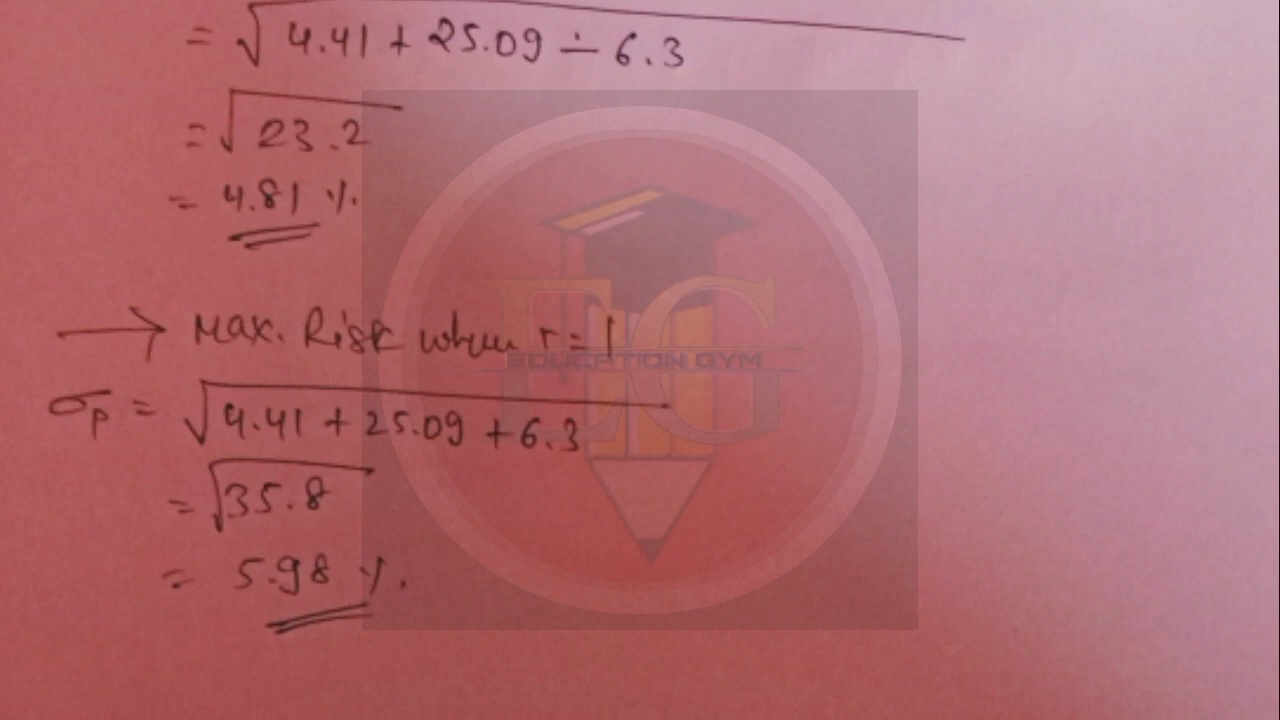 = √4.41 + 25.09 ÷ 6.3
= √23.2
= 4.81 %.
→ Max. Risk when r = 1
σp = √4.41 + 25.09 + 6.3
= √35.8
= 5.98 %.
EG
EDUCATION GYM